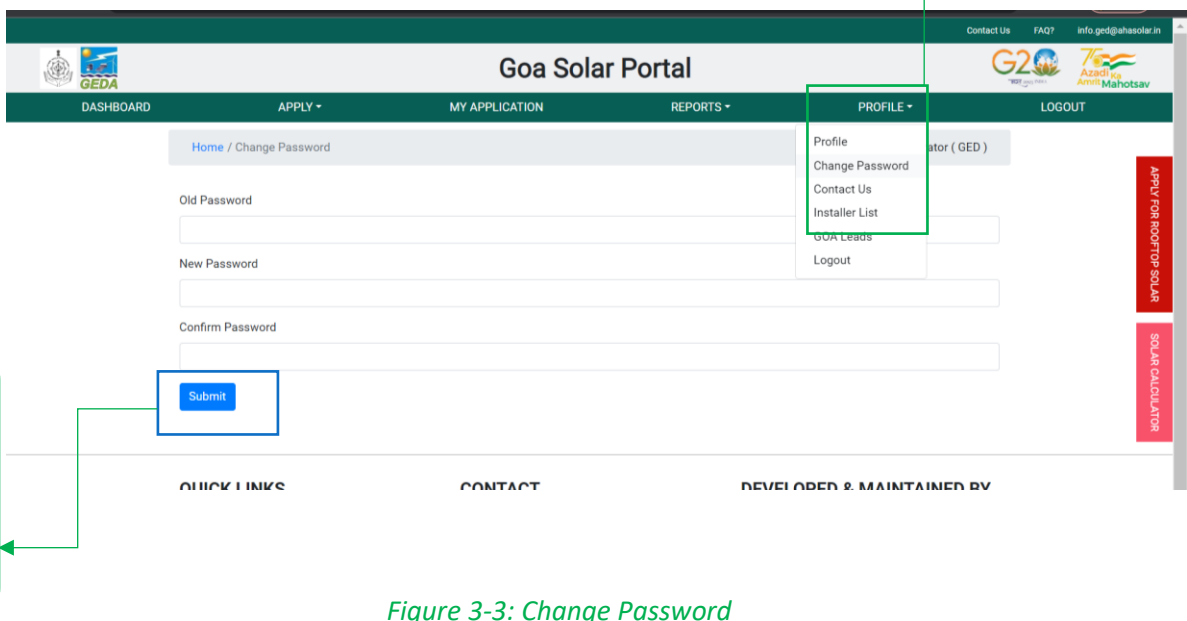 Contact Us FAQ? info.ged@ahasolar.in
GEDA
Goa Solar Portal
G2
75
Azadi Ka
Amrit Mahotsav
DASHBOARD APPLY MY APPLICATION REPORTS PROFILE LOGOUT
Home / Change Password
ator ( GED )
Profile
Change Password
Contact Us
Installer List
GOA Leads
Logout
Old Password
New Password
Confirm Password
Submit
APPLY FOR ROOFTOP SOLAR
SOLAR CALCULATOR
QUICK LINKS CONTACT DEVELOPED & MAINTAINED BY
Figure 3-3: Change Password